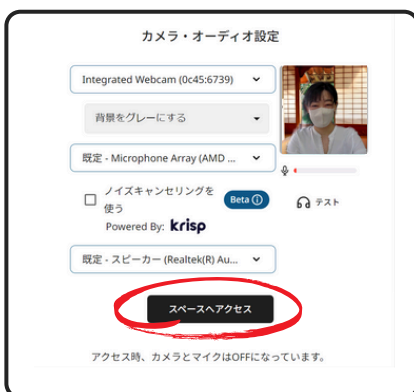 カメラ・オーディオ設定
Integrated Webcam (0c45:6739)
背景をグレーにする
既定 - Microphone Array (AMD ...
ノイズキャンセリングを
使う
Beta
Powered By: krisp
テスト
既定 - スピーカー (Realtek(R) Au...
スペースへアクセス
アクセス時、カメラとマイクはOFFになっています。